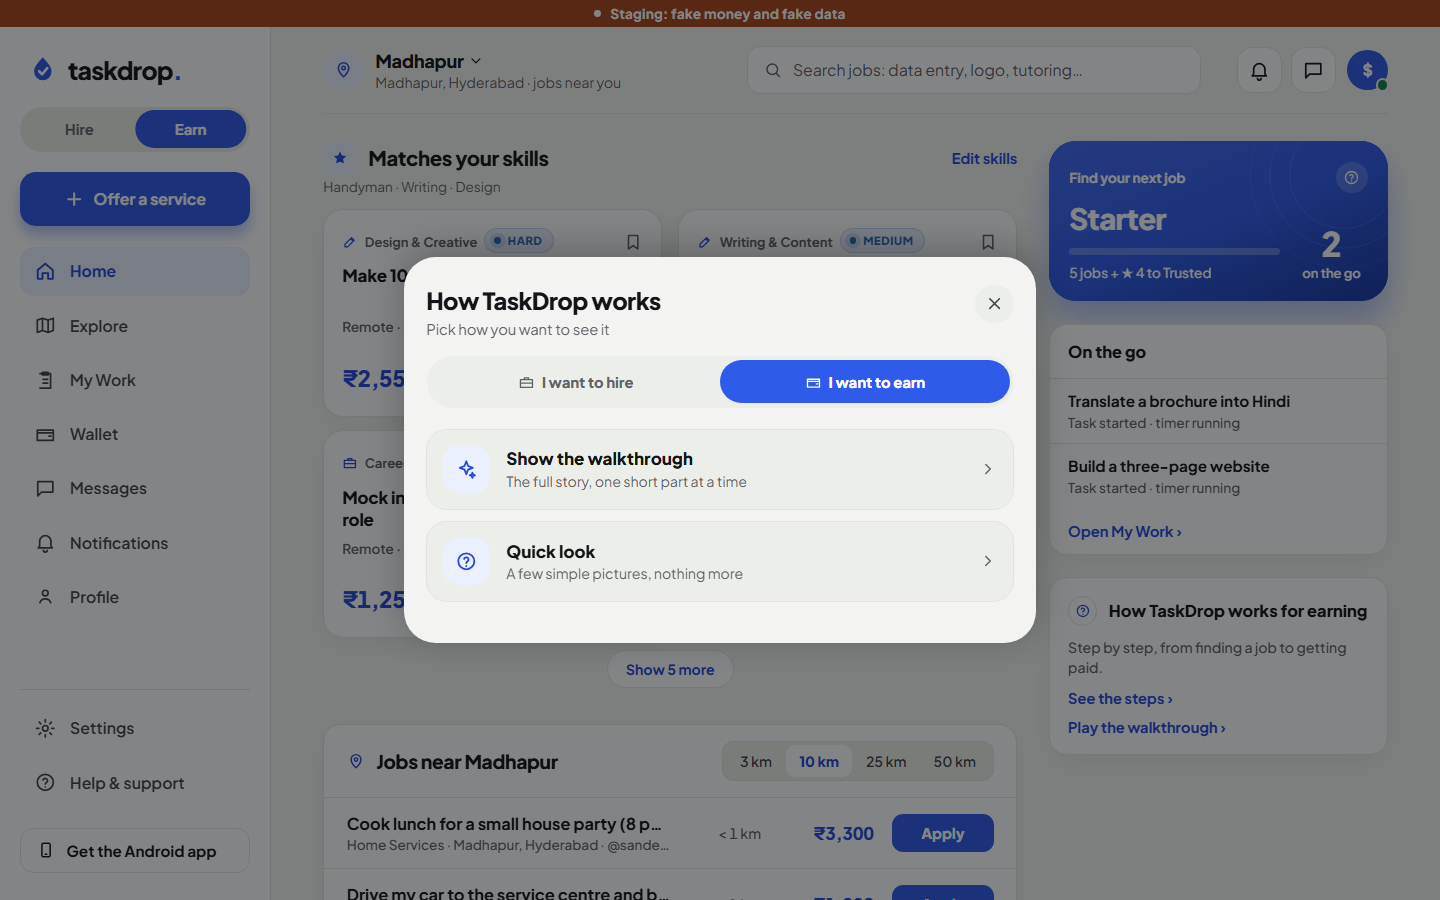 Staging: fake money and fake data
taskdrop.
Hire
Earn
Offer a service
Home
Explore
My Work
Wallet
Messages
Notifications
Profile
Settings
Help & support
Get the Android app
Madhapur
Madhapur, Hyderabad · jobs near you
Search jobs: data entry, logo, tutoring...
$
Matches your skills
Edit skills
Handyman · Writing · Design
Design & Creative
HARD
Writing & Content
MEDIUM
Make 10
Remote ·
₹2,55
Caree
Mock in
role
Remote ·
₹1,25
Show 5 more
How TaskDrop works
Pick how you want to see it
I want to hire
I want to earn
Show the walkthrough
The full story, one short part at a time
Quick look
A few simple pictures, nothing more
Jobs near Madhapur
3 km
10 km
25 km
50 km
Cook lunch for a small house party (8 p...
Home Services · Madhapur, Hyderabad · @sande...
< 1 km
₹3,300
Apply
Drive my car to the service centre and b...
Find your next job
Starter
5 jobs + ★ 4 to Trusted
2
on the go
On the go
Translate a brochure into Hindi
Task started · timer running
Build a three-page website
Task started · timer running
Open My Work ›
How TaskDrop works for earning
Step by step, from finding a job to getting
paid.
See the steps ›
Play the walkthrough ›